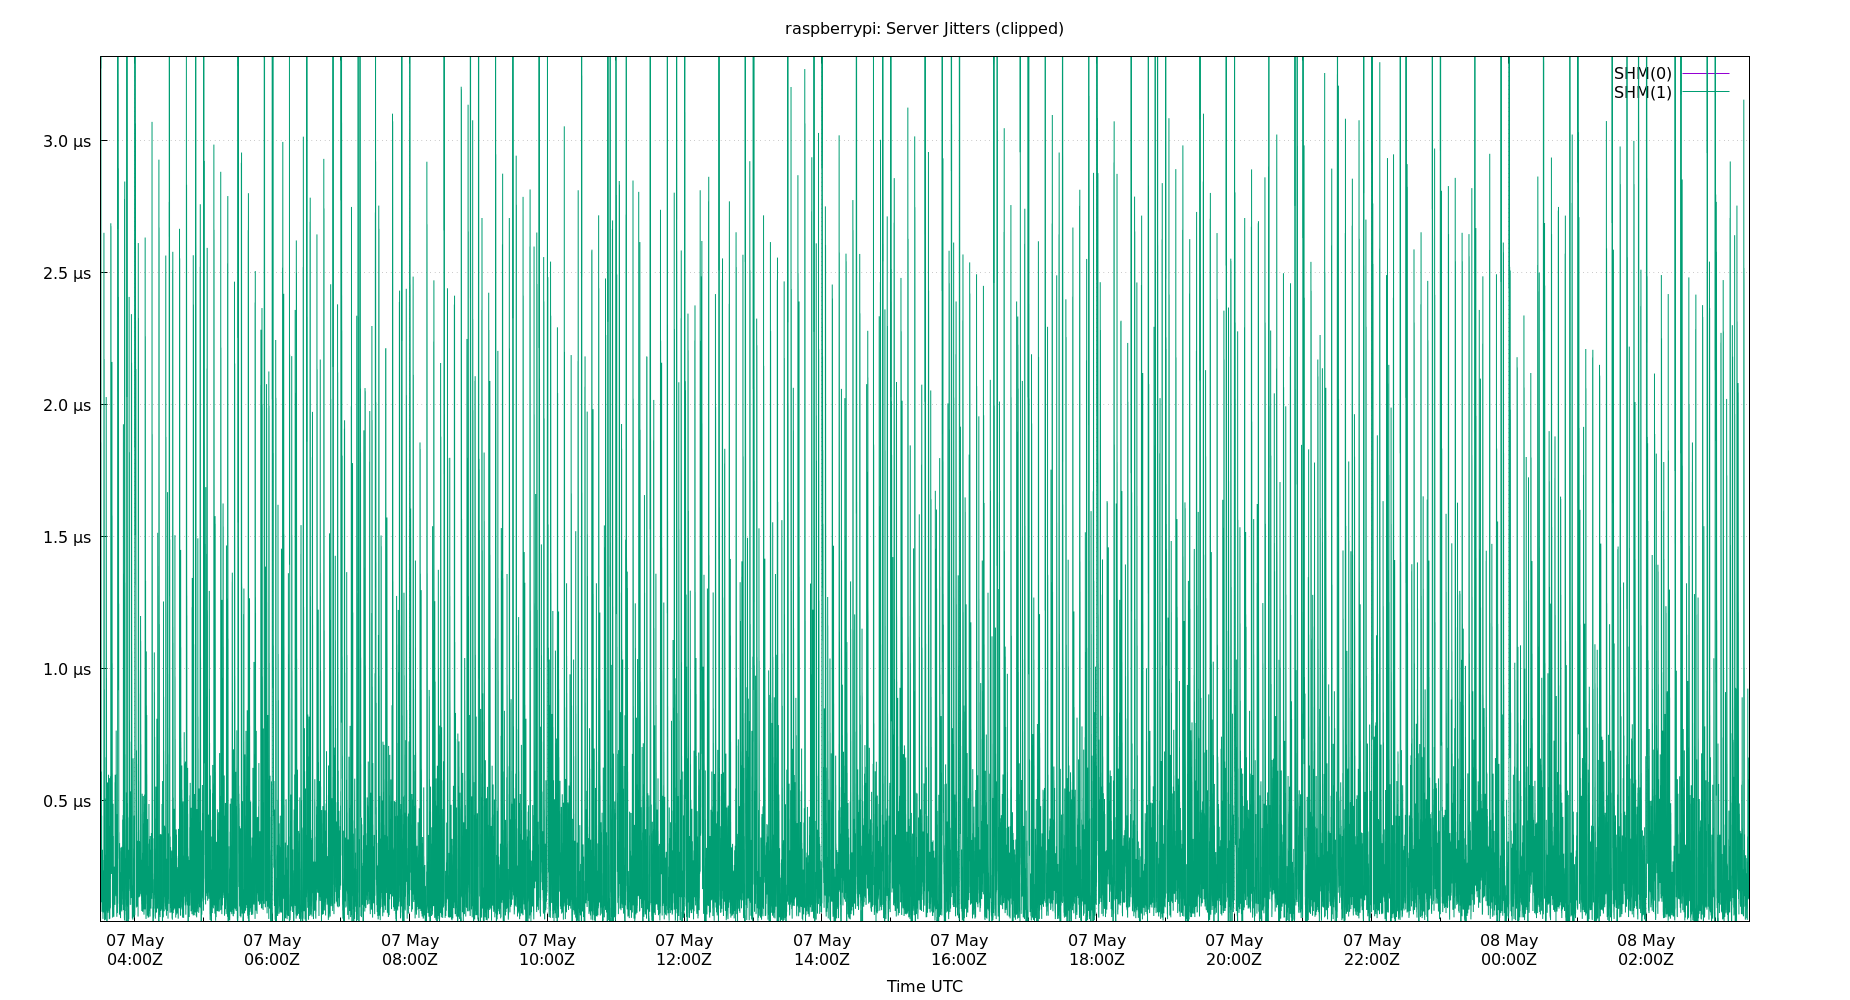 raspberrypi: Server Jitters (clipped)
SHM(0)
SHM(1)
3.0 µs
2.5 µs
2.0 µs
1.5 µs
1.0 µs
0.5 µs
07 May 07 May 07 May 07 May 07 May 07 May 07 May 07 May 07 May 07 May 08 May 08 May
04:00Z 06:00Z 08:00Z 10:00Z 12:00Z 14:00Z 16:00Z 18:00Z 20:00Z 22:00Z 00:00Z 02:00Z
Time UTC